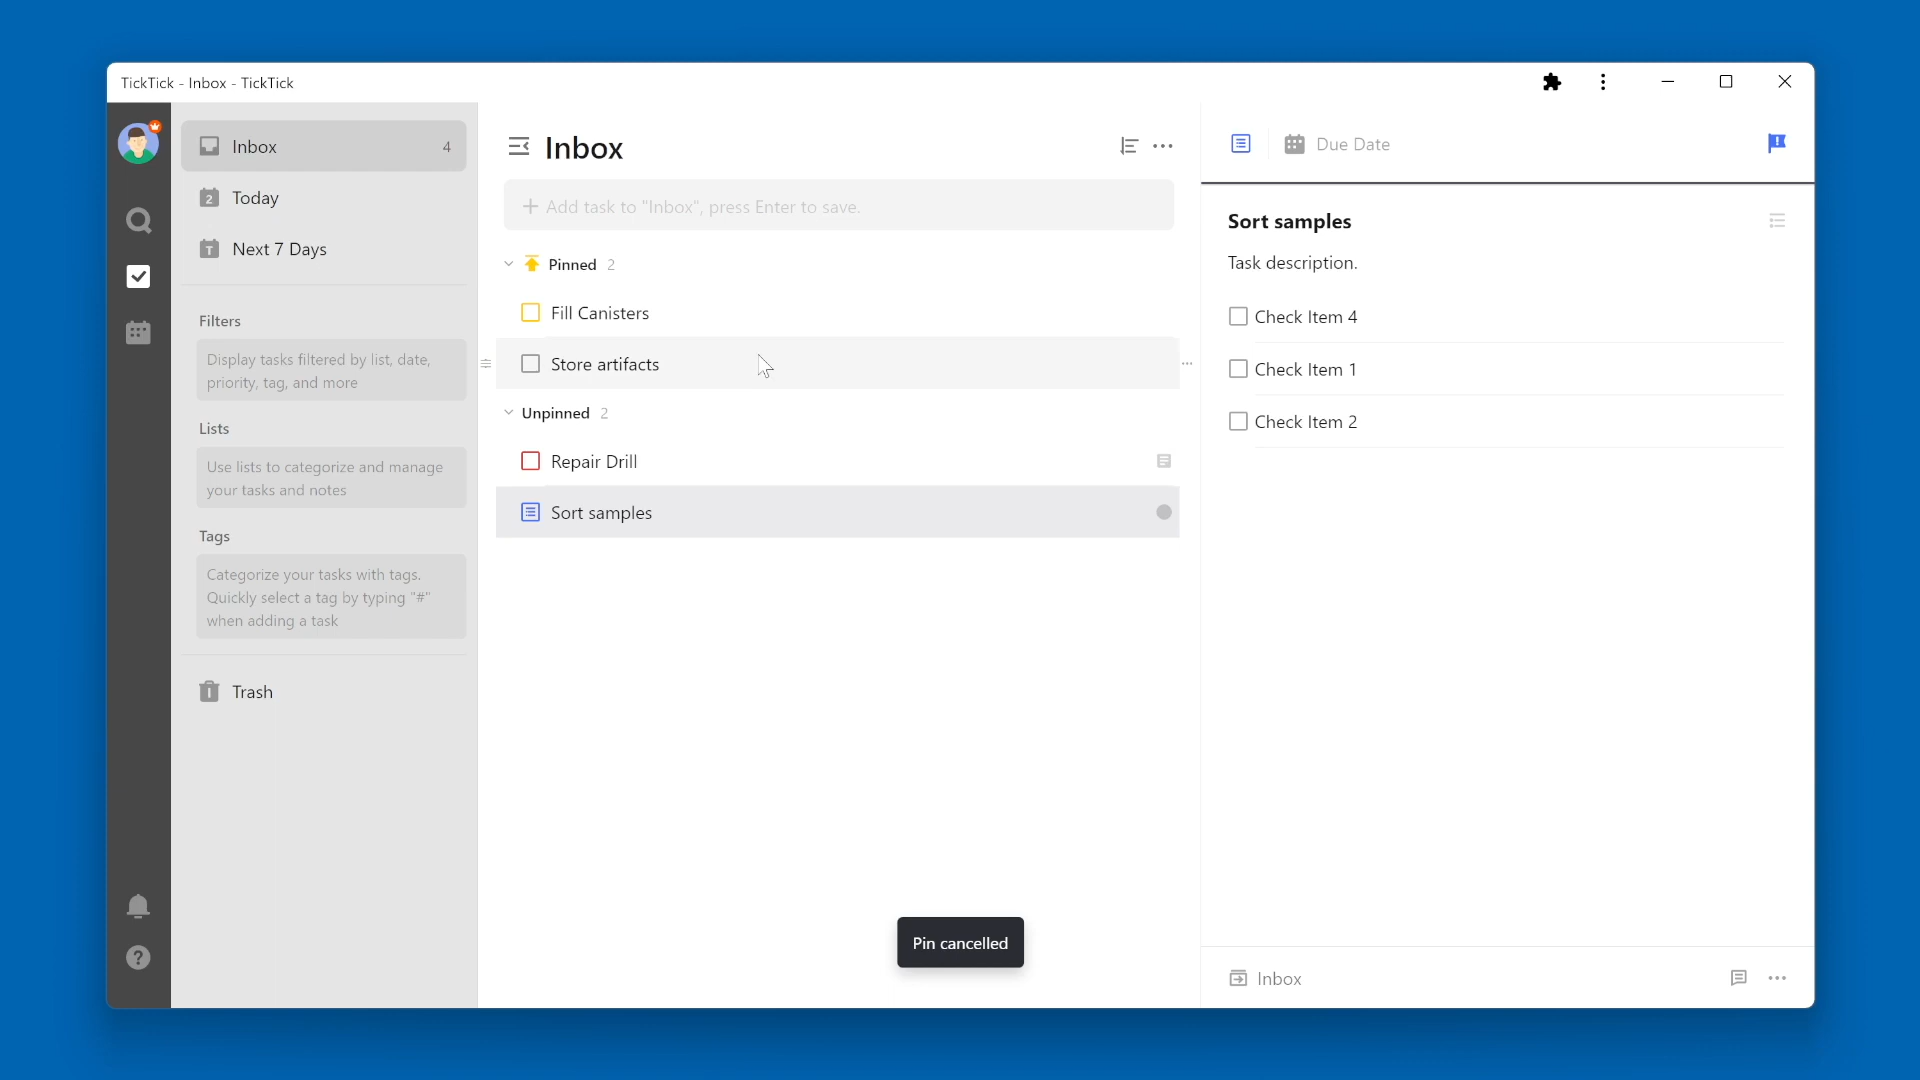 TickTick - Inbox - TickTick
Inbox 4
2 Today
T Next 7 Days
Filters
Display tasks filtered by list, date,
priority, tag, and more
Lists
Use lists to categorize and manage
your tasks and notes
Tags
Categorize your tasks with tags.
Quickly select a tag by typing "#"
when adding a task
Trash
Inbox
Add task to "Inbox", press Enter to save.
Pinned 2
Fill Canisters
Store artifacts
Unpinned 2
Repair Drill
Sort samples
Pin cancelled
Due Date
Sort samples
Task description.
Check Item 4
Check Item 1
Check Item 2
Inbox